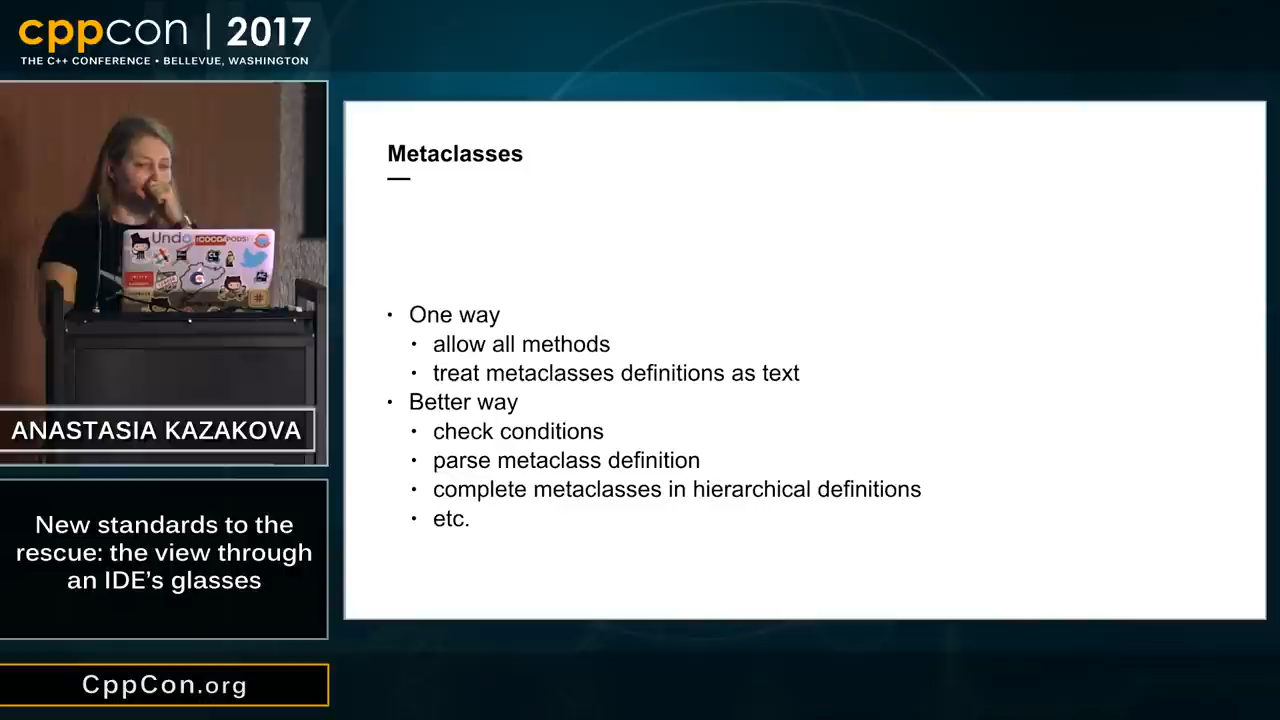 cppcon | 2017
THE C++ CONFERENCE • BELLEVUE, WASHINGTON
Undo
COCOAPODS
ANASTASIA KAZAKOVA
New standards to the
rescue: the view through
an IDE's glasses
CppCon.org
Metaclasses
• One way
• allow all methods
• treat metaclasses definitions as text
• Better way
• check conditions
• parse metaclass definition
• complete metaclasses in hierarchical definitions
• etc.